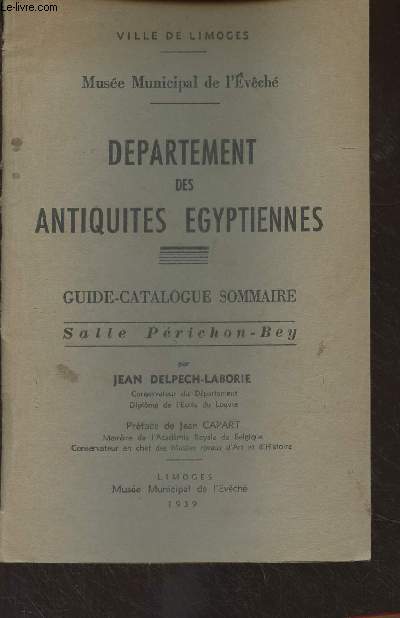 Le-livre.com
VILLE DE LIMOGES
Musée Municipal de l'Évêché
DEPARTEMENT
DES
ANTIQUITES EGYPTIENNES
GUIDE-CATALOGUE SOMMAIRE
Salle Périchon-Bey
par
JEAN DELPECH-LABORIE
Conservateur du Département
Diplômé de l'Ecole du Louvre
Préface de Jean CAPART
Membre de l'Académie Royale de Belgique
Conservateur en chef des Musées royaux d'Art et d'Histoire
LIMOGES
Musée Municipal de l'Evêché
1939